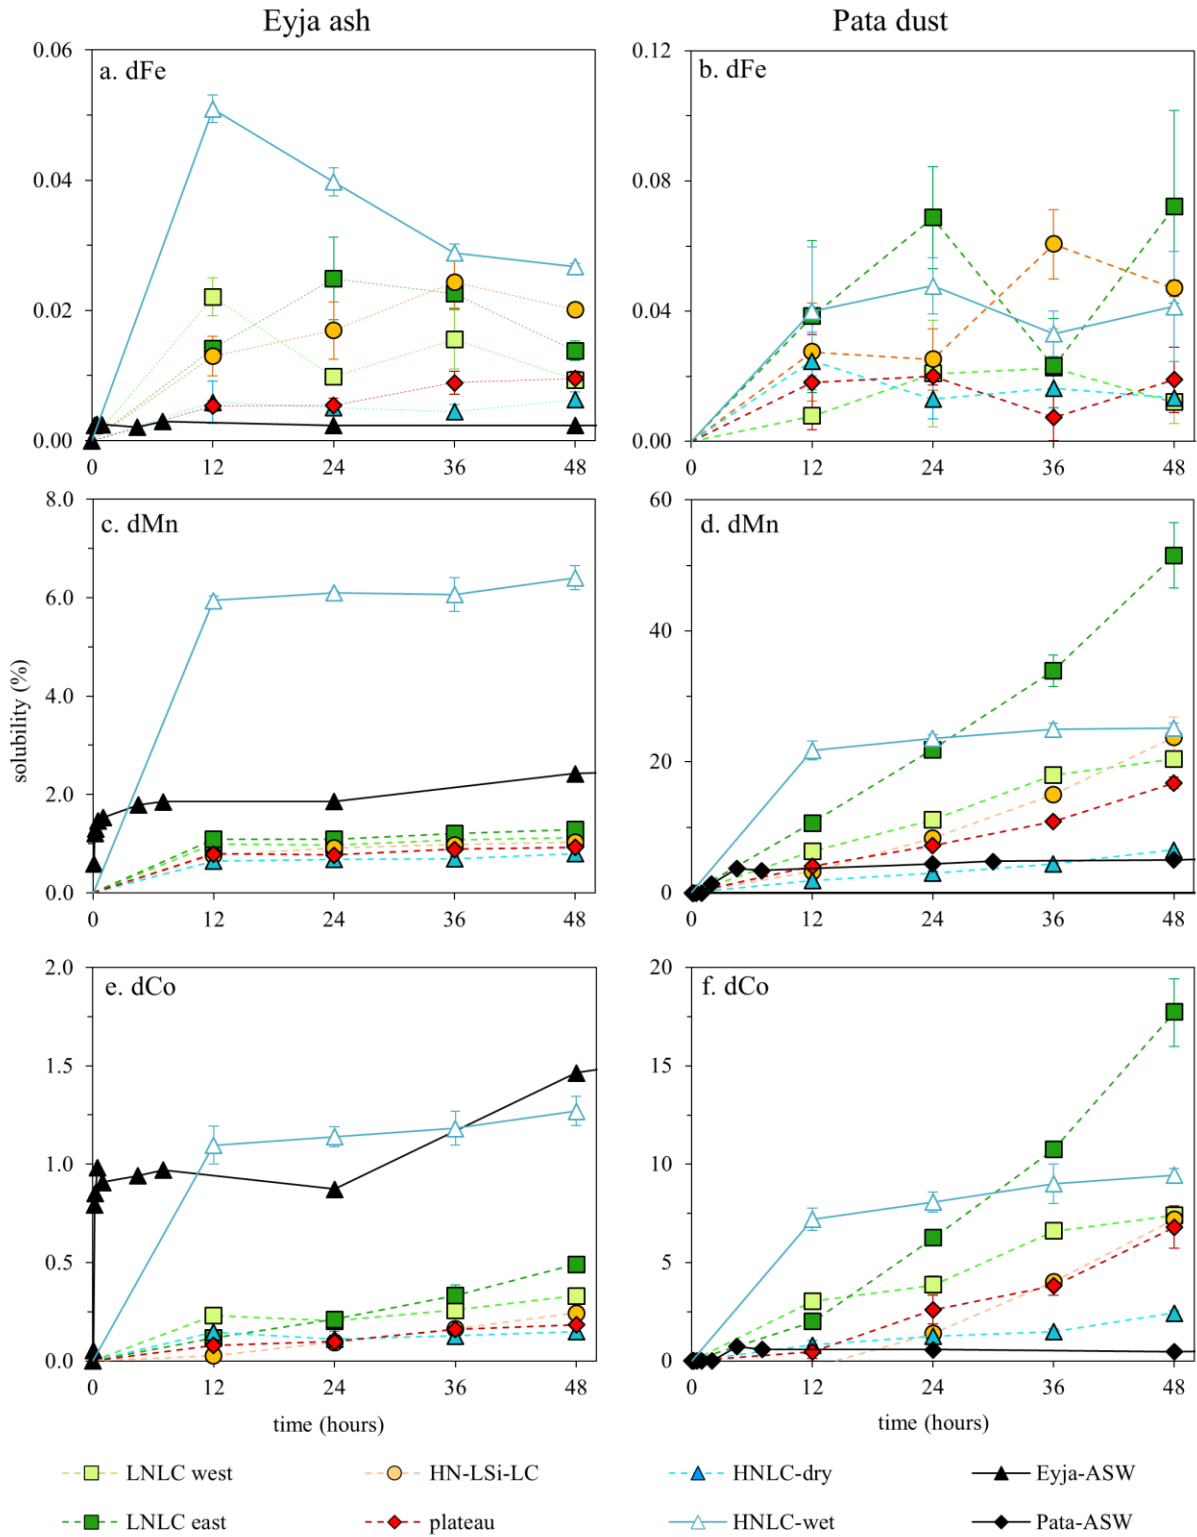 Eyja ash
Pata dust
a. dFe
0.06
0.04
0.02
0.00
0 12 24 36 48
b. dFe
0.12
0.08
0.04
0.00
0 12 24 36 48
solubility (%)
c. dMn
8.0
6.0
4.0
2.0
0.0
0 12 24 36 48
d. dMn
60
40
20
0
0 12 24 36 48
e. dCo
2.0
1.5
1.0
0.5
0.0
0 12 24 36 48
time (hours)
f. dCo
20
15
10
5
0
0 12 24 36 48
time (hours)
LNLC west
HN-LSi-LC
HNLC-dry
Eyja-ASW
LNLC east
plateau
HNLC-wet
Pata-ASW